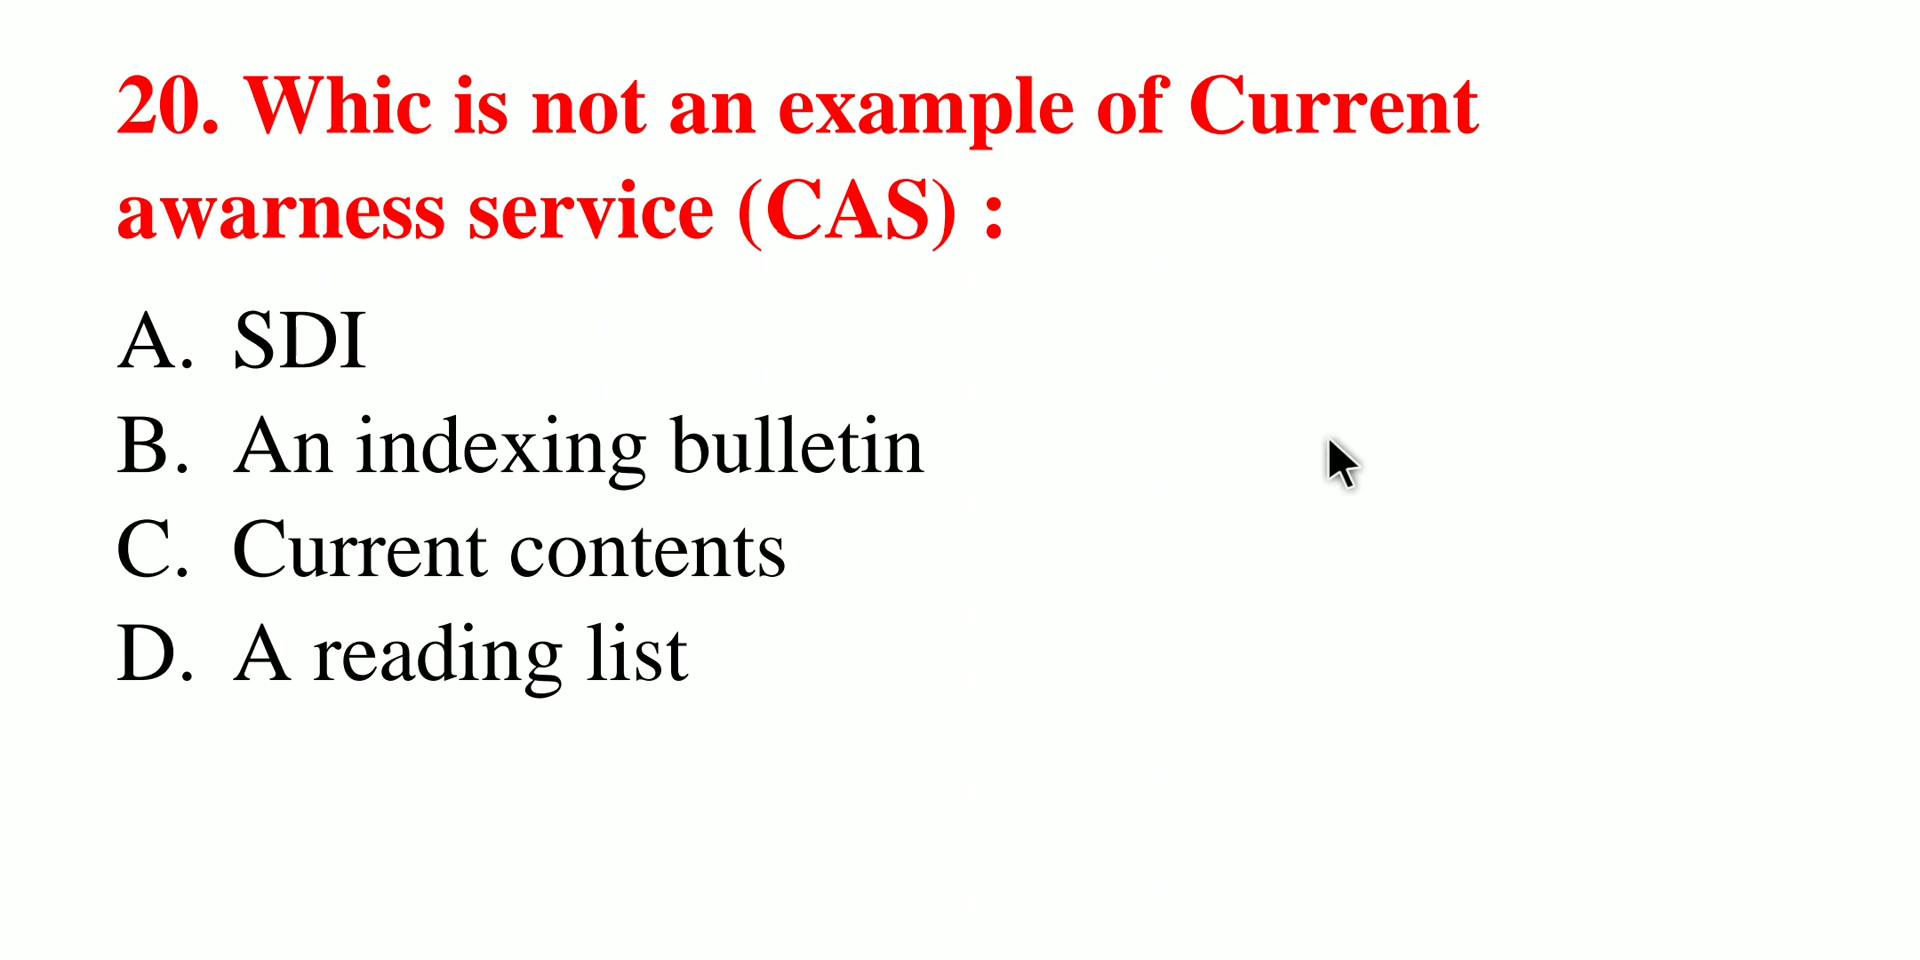 20. Whic is not an example of Current
awarness service (CAS) :
A. SDI
B. An indexing bulletin
C. Current contents
D. A reading list